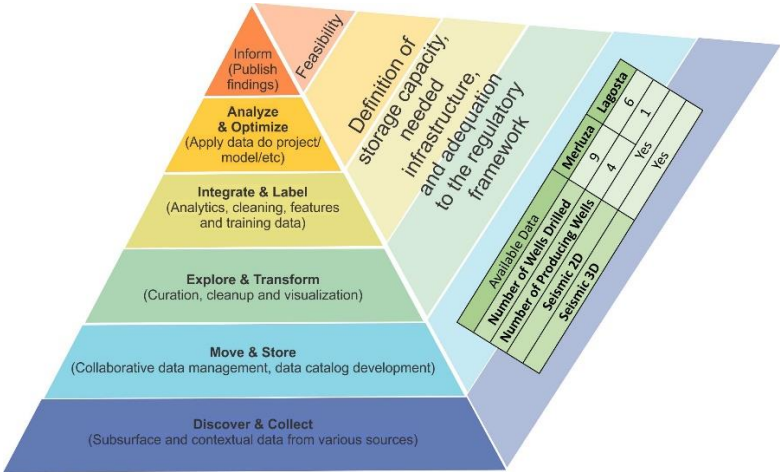 Inform
(Publish
findings)
Analyze
& Optimize
(Apply data do project/
model/etc)
Integrate & Label
(Analytics, cleaning, features
and training data)
Explore & Transform
(Curation, cleanup and visualization)
Move & Store
(Collaborative data management, data catalog development)
Discover & Collect
(Subsurface and contextual data from various sources)
Feasibility
Definition of
storage capacity,
needed
infrastructure,
and adequation
to the regulatory
framework
Available Data Merluza Lagosta
Number of Wells Drilled 9 6
Number of Producing Wells 4 1
Seismic 2D Yes
Seismic 3D Yes